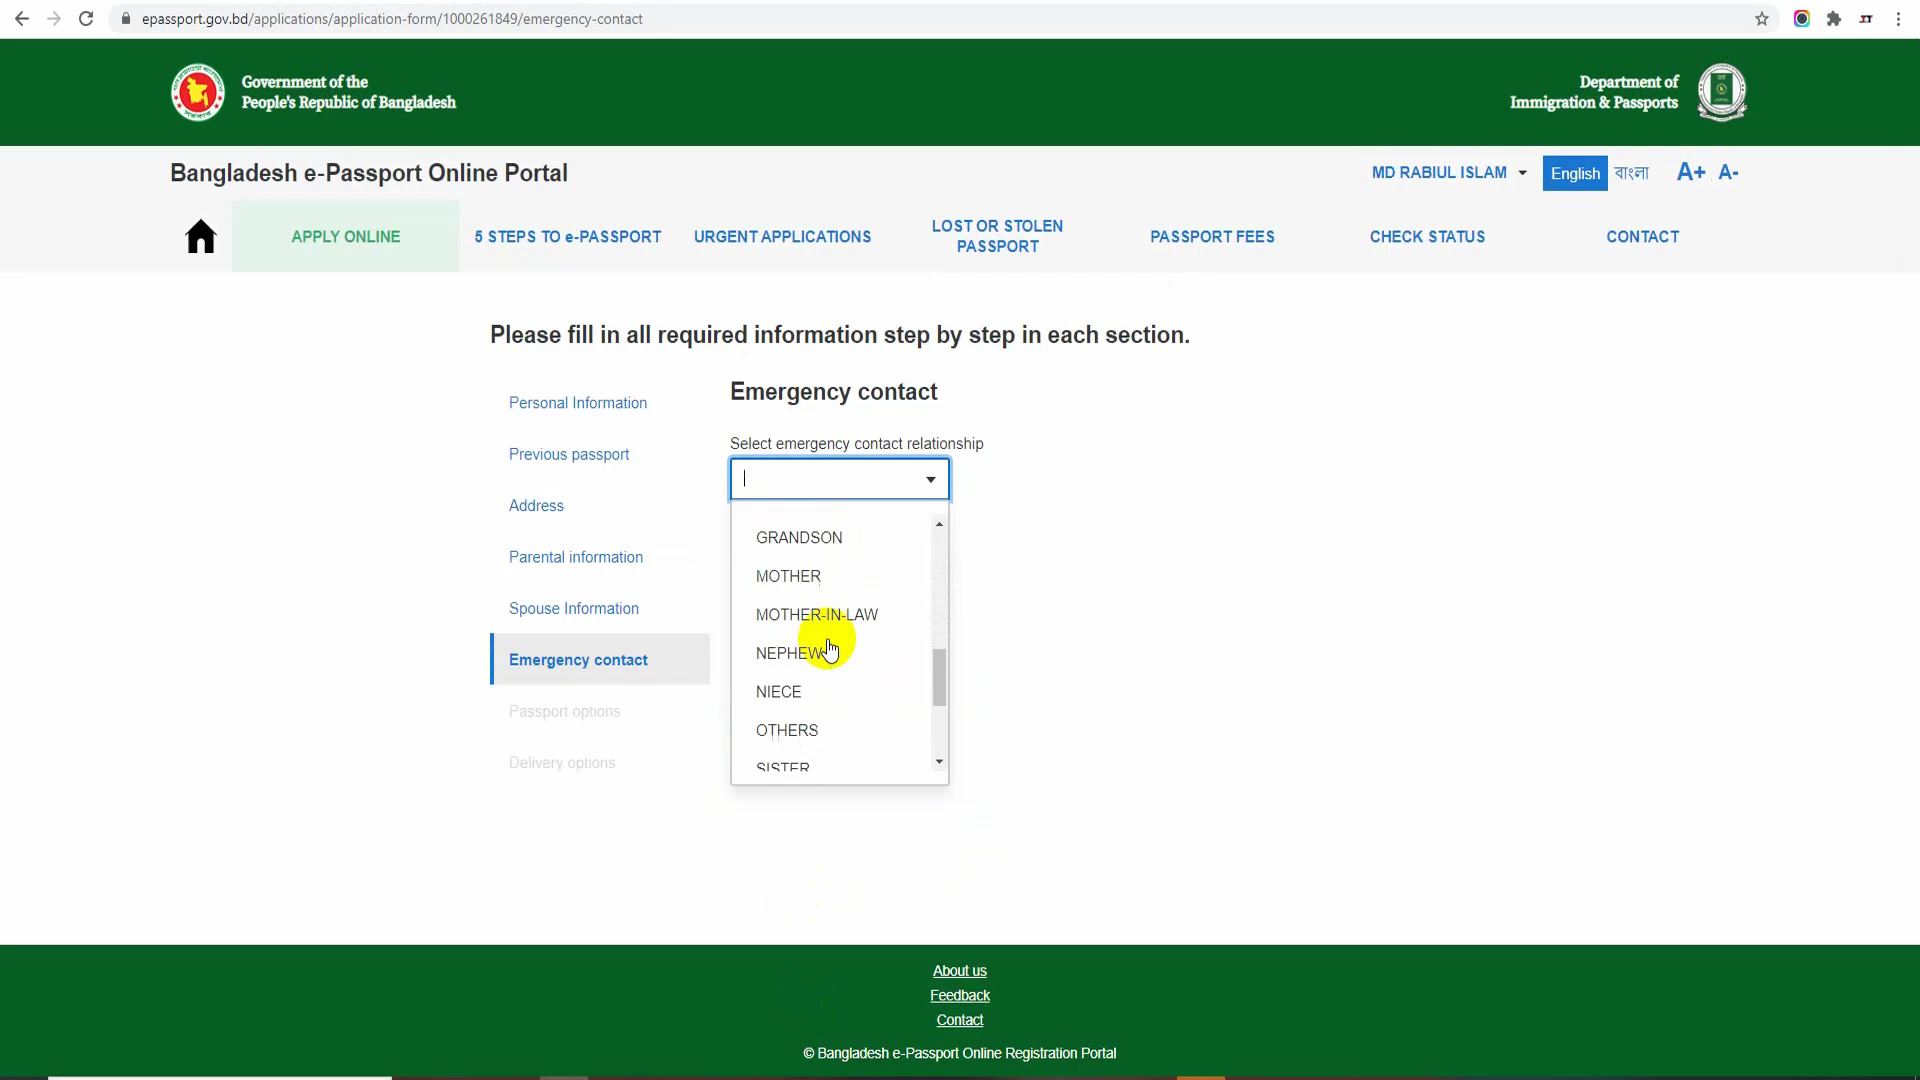 epassport.gov.bd/applications/application-form/1000261849/emergency-contact
Government of the
People's Republic of Bangladesh
Department of
Immigration & Passports
Bangladesh e-Passport Online Portal
MD RABIUL ISLAM
English
বাংলা
A+ A-
APPLY ONLINE
5 STEPS TO e-PASSPORT
URGENT APPLICATIONS
LOST OR STOLEN
PASSPORT
PASSPORT FEES
CHECK STATUS
CONTACT
Please fill in all required information step by step in each section.
Personal Information
Previous passport
Address
Parental information
Spouse Information
Emergency contact
Passport options
Delivery options
Emergency contact
Select emergency contact relationship
GRANDSON
MOTHER
MOTHER-IN-LAW
NEPHEW
NIECE
OTHERS
SISTER
About us
Feedback
Contact
© Bangladesh e-Passport Online Registration Portal